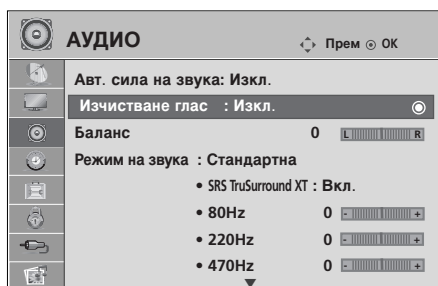 АУДИО
Прем ⊙ OK
Авт. сила на звука: Изкл.
Изчистване глас : Изкл.
Баланс 0 L R
Режим на звука : Стандартна
• SRS TruSurround XT : Вкл.
• 80Hz 0 - +
• 220Hz 0 - +
• 470Hz 0 - +